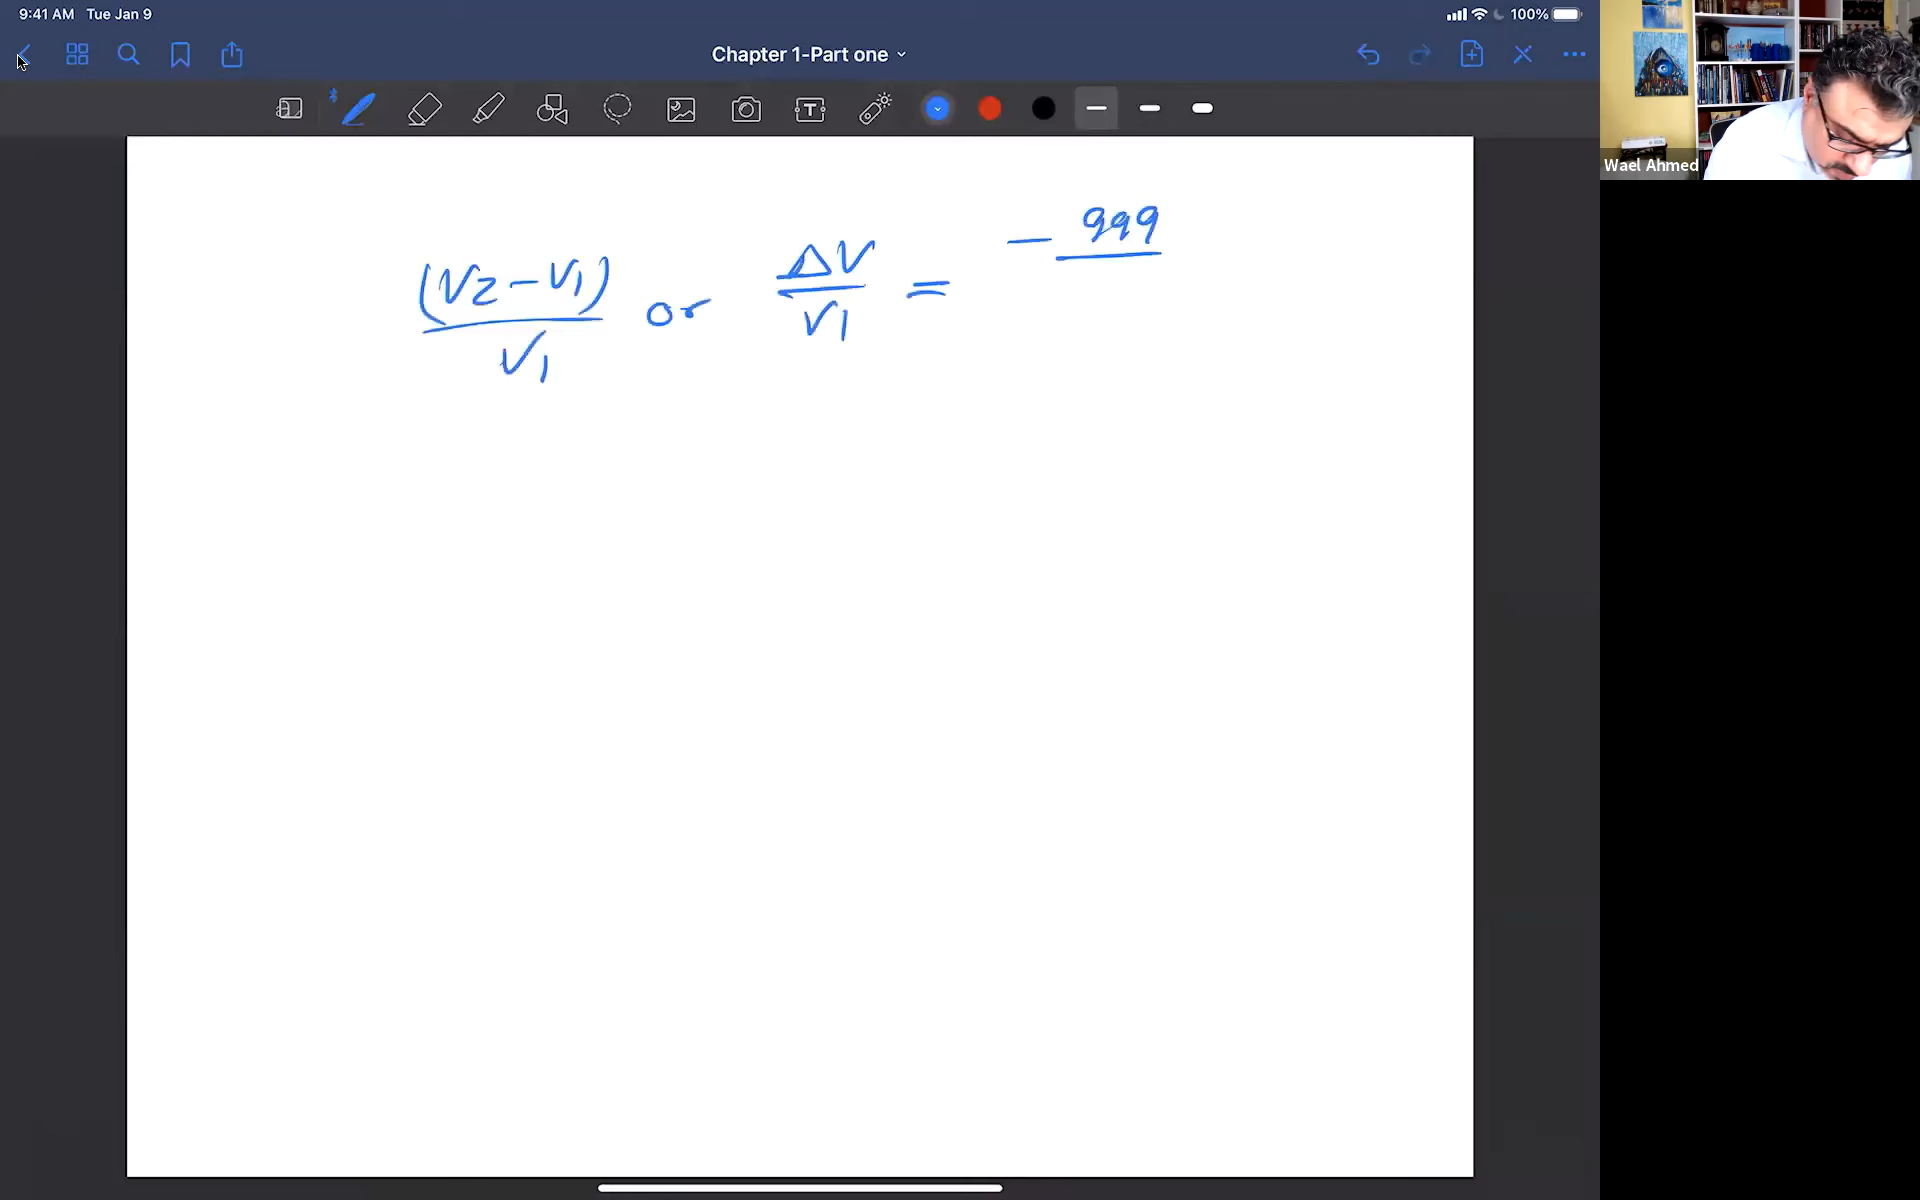 9:41 AM Tue Jan 9
100%
Chapter 1-Part one
T
Wael Ahmed
(V2-V1)/V1 or ΔV/V1 = - 999